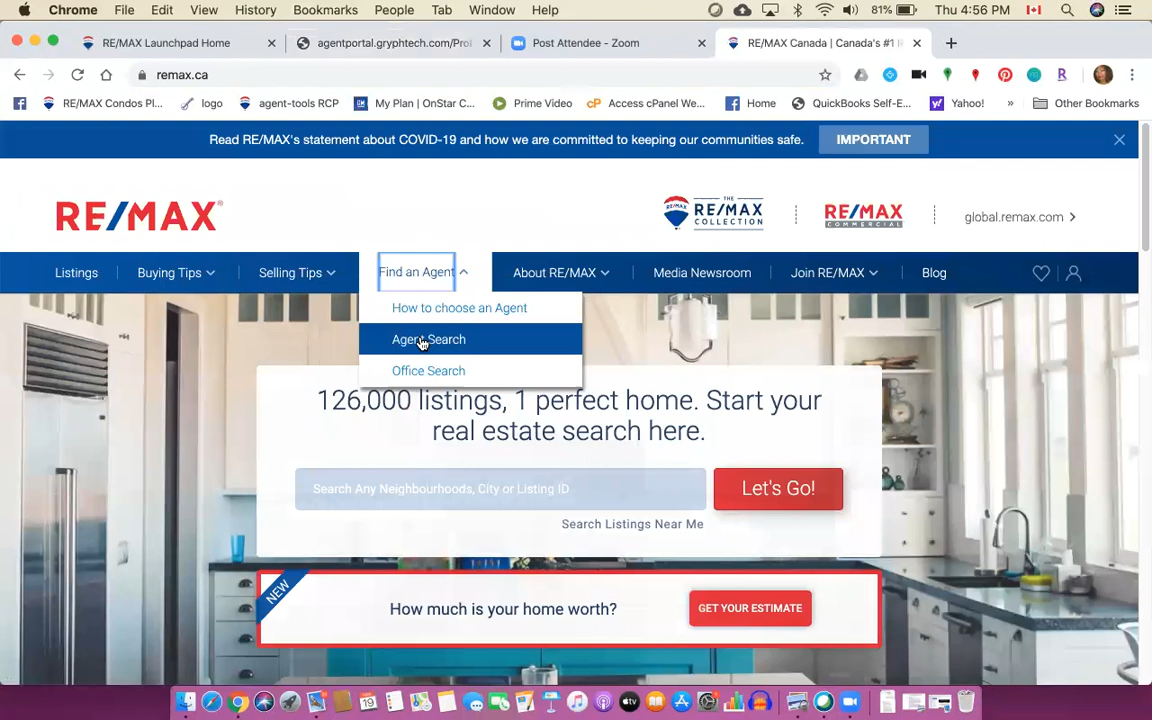 Chrome File Edit View History Bookmarks People Tab Window Help 81% Thu 4:56 PM
RE/MAX Launchpad Home agentportal.gryphtech.com/Pro Post Attendee - Zoom RE/MAX Canada | Canada's #1
remax.ca
RE/MAX Condos Pl... logo agent-tools RCP My Plan | OnStar C... Prime Video Access cPanel We... Home QuickBooks Self-E... Yahoo! » Other Bookmarks
Read RE/MAX's statement about COVID-19 and how we are committed to keeping our communities safe. IMPORTANT
RE/MAX THE RE/MAX COLLECTION RE/MAX COMMERCIAL global.remax.com
Listings Buying Tips Selling Tips Find an Agent About RE/MAX Media Newsroom Join RE/MAX Blog
How to choose an Agent
Agent Search
Office Search
126,000 listings, 1 perfect home. Start your
real estate search here.
Search Any Neighbourhoods, City or Listing ID Let's Go!
Search Listings Near Me
NEW How much is your home worth? GET YOUR ESTIMATE
19